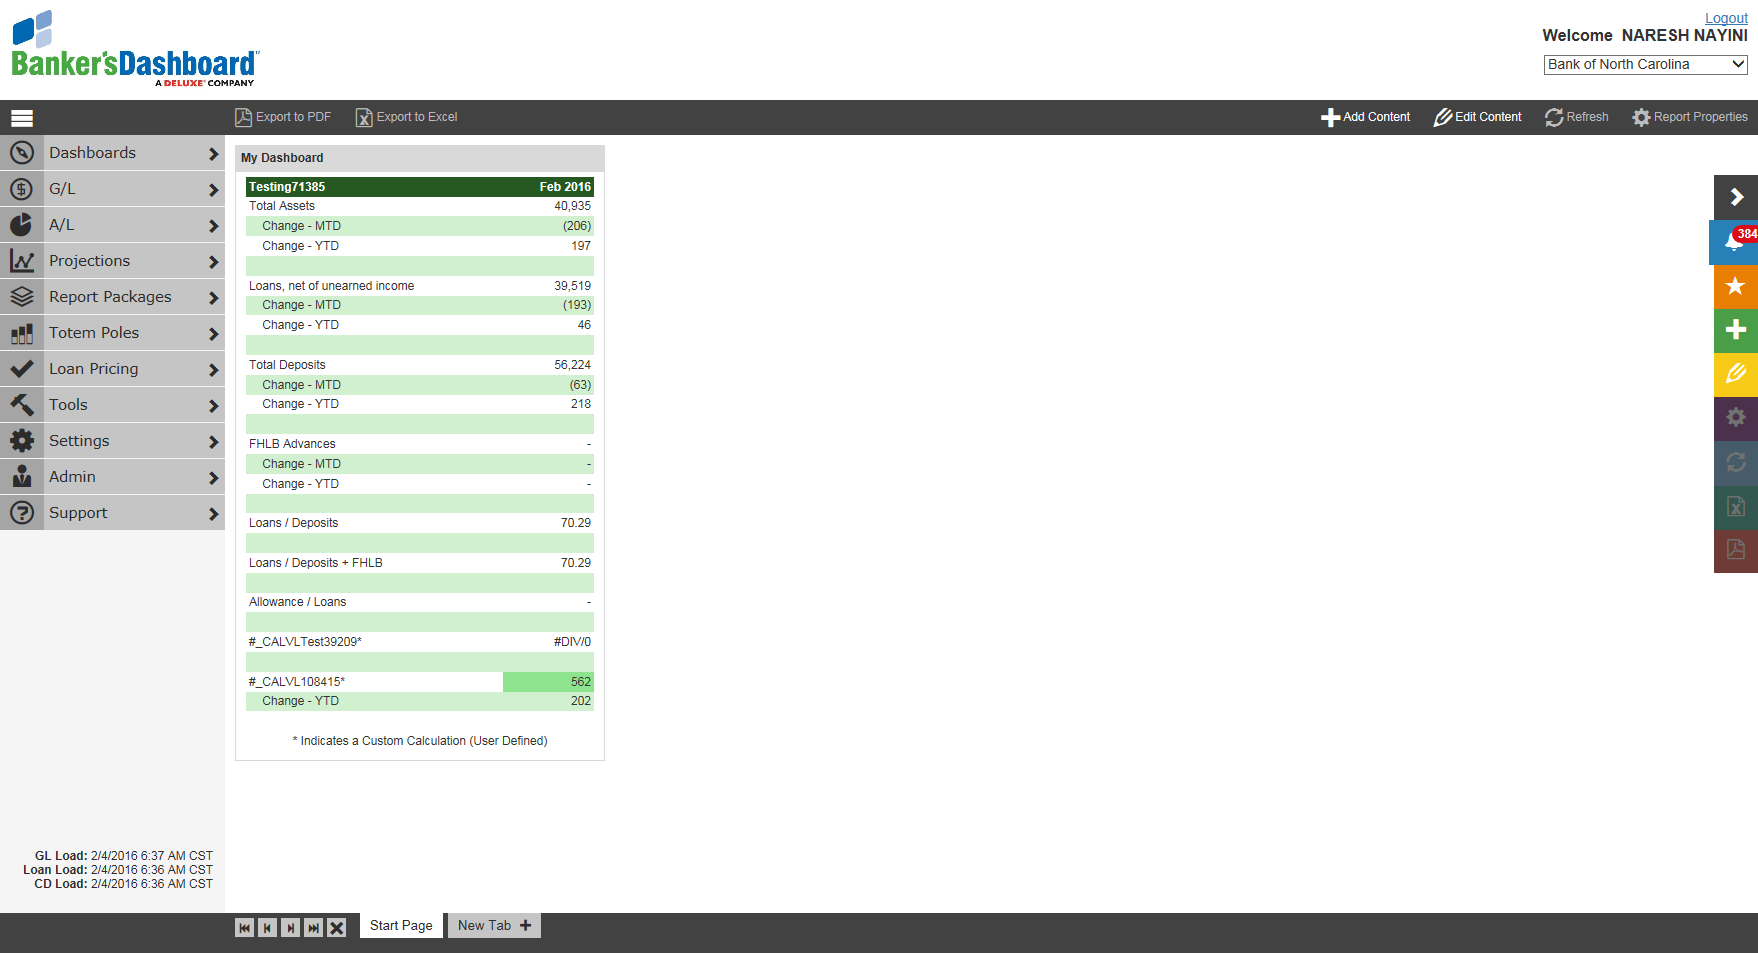 Logout
Banker'sDashboard
A DELUXE COMPANY
Welcome NARESH NAYINI
Bank of North Carolina
Export to PDF Export to Excel Add Content Edit Content Refresh Report Properties
Dashboards
G/L
A/L
Projections
Report Packages
Totem Poles
Loan Pricing
Tools
Settings
Admin
Support
GL Load: 2/4/2016 6:37 AM CST
Loan Load: 2/4/2016 6:36 AM CST
CD Load: 2/4/2016 6:36 AM CST
My Dashboard
Testing71385 Feb 2016
Total Assets 40,935
Change - MTD (206)
Change - YTD 197
Loans, net of unearned income 39,519
Change - MTD (193)
Change - YTD 46
Total Deposits 56,224
Change - MTD (63)
Change - YTD 218
FHLB Advances -
Change - MTD -
Change - YTD -
Loans / Deposits 70.29
Loans / Deposits + FHLB 70.29
Allowance / Loans -
#_CALVLTest39209* #DIV/0
#_CALVL108415* 562
Change - YTD 202
* Indicates a Custom Calculation (User Defined)
384
Start Page New Tab